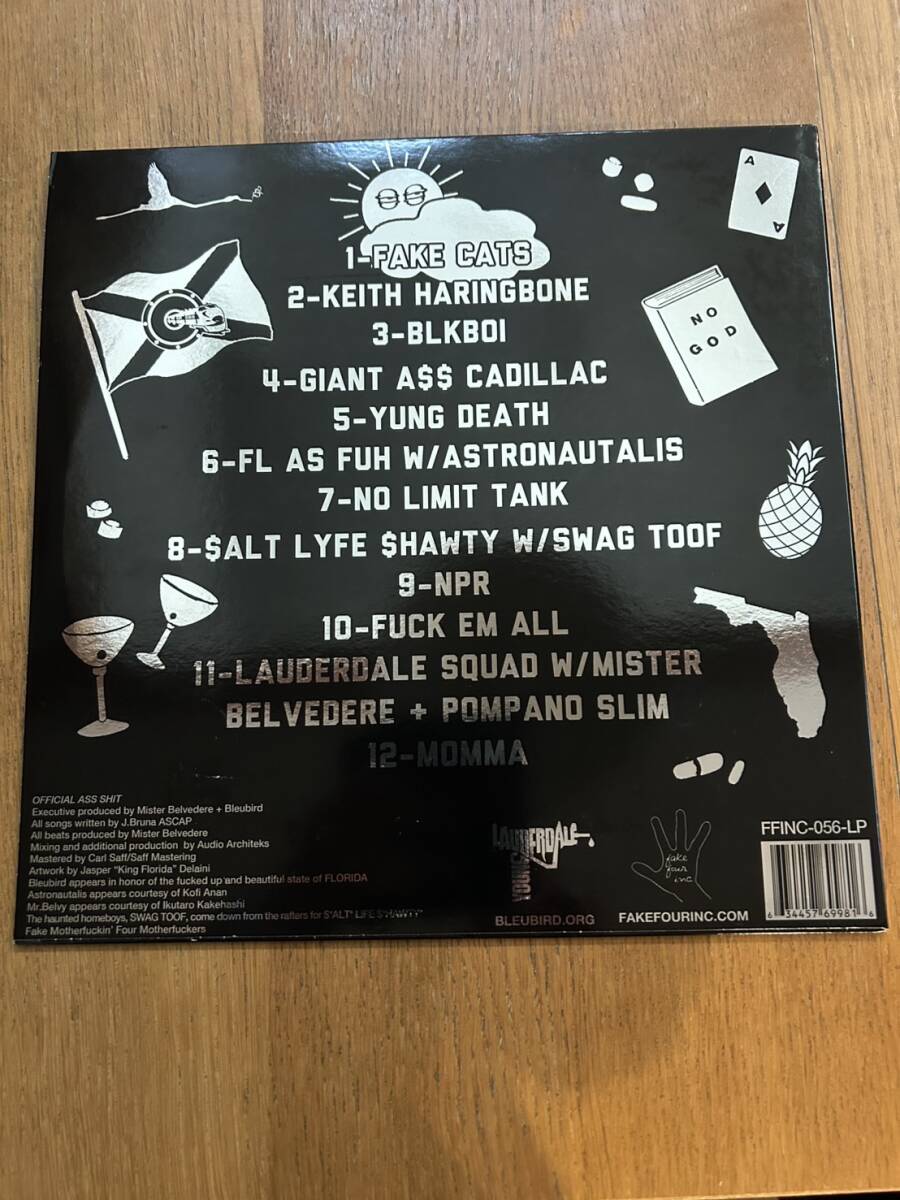 A
A
NO
GOD
1-FAKE CATS
2-KEITH HARINGBONE
3-BLKBOI
4-GIANT A$$ CADILLAC
5-YUNG DEATH
6-FL AS FUH W/ASTRONAUTALIS
7-NO LIMIT TANK
8-$ALT LYFE $HAWTY W/SWAG TOOF
9-NPR
10-FUCK EM ALL
11-LAUDERDALE SQUAD W/MISTER
BELVEDERE + POMPANO SLIM
12-MOMMA
OFFICIAL ASS SHIT
Executive produced by Mister Belvedere + Bleubird
All songs written by J.Bruna ASCAP
All beats produced by Mister Belvedere
Mixing and additional production by Audio Architeks
Mastered by Carl Saff/Saff Mastering
Artwork by Jasper "King Florida" Delaini
Bleubird appears in honor of the fucked up and beautiful state of FLORIDA
Astronautalis appears courtesy of Kofi Anan
Mr.Belvy appears courtesy of Ikutaro Kakehashi
The haunted homeboys, SWAG TOOF, come down from the rafters for $"ALT" LIFE $HAWTY"
Fake Motherfuckin' Four Motherfuckers
LAUDERDALE
BLEUBIRD.ORG
fake
four
inc
FAKEFOURINC.COM
FFINC-056-LP
6 34457 69981 6